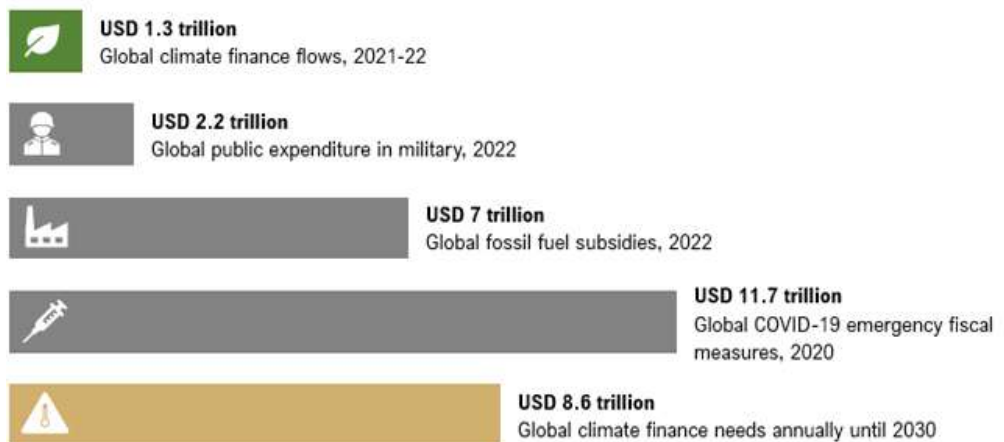 USD 1.3 trillion
Global climate finance flows, 2021-22
USD 2.2 trillion
Global public expenditure in military, 2022
USD 7 trillion
Global fossil fuel subsidies, 2022
USD 11.7 trillion
Global COVID-19 emergency fiscal
measures, 2020
USD 8.6 trillion
Global climate finance needs annually until 2030